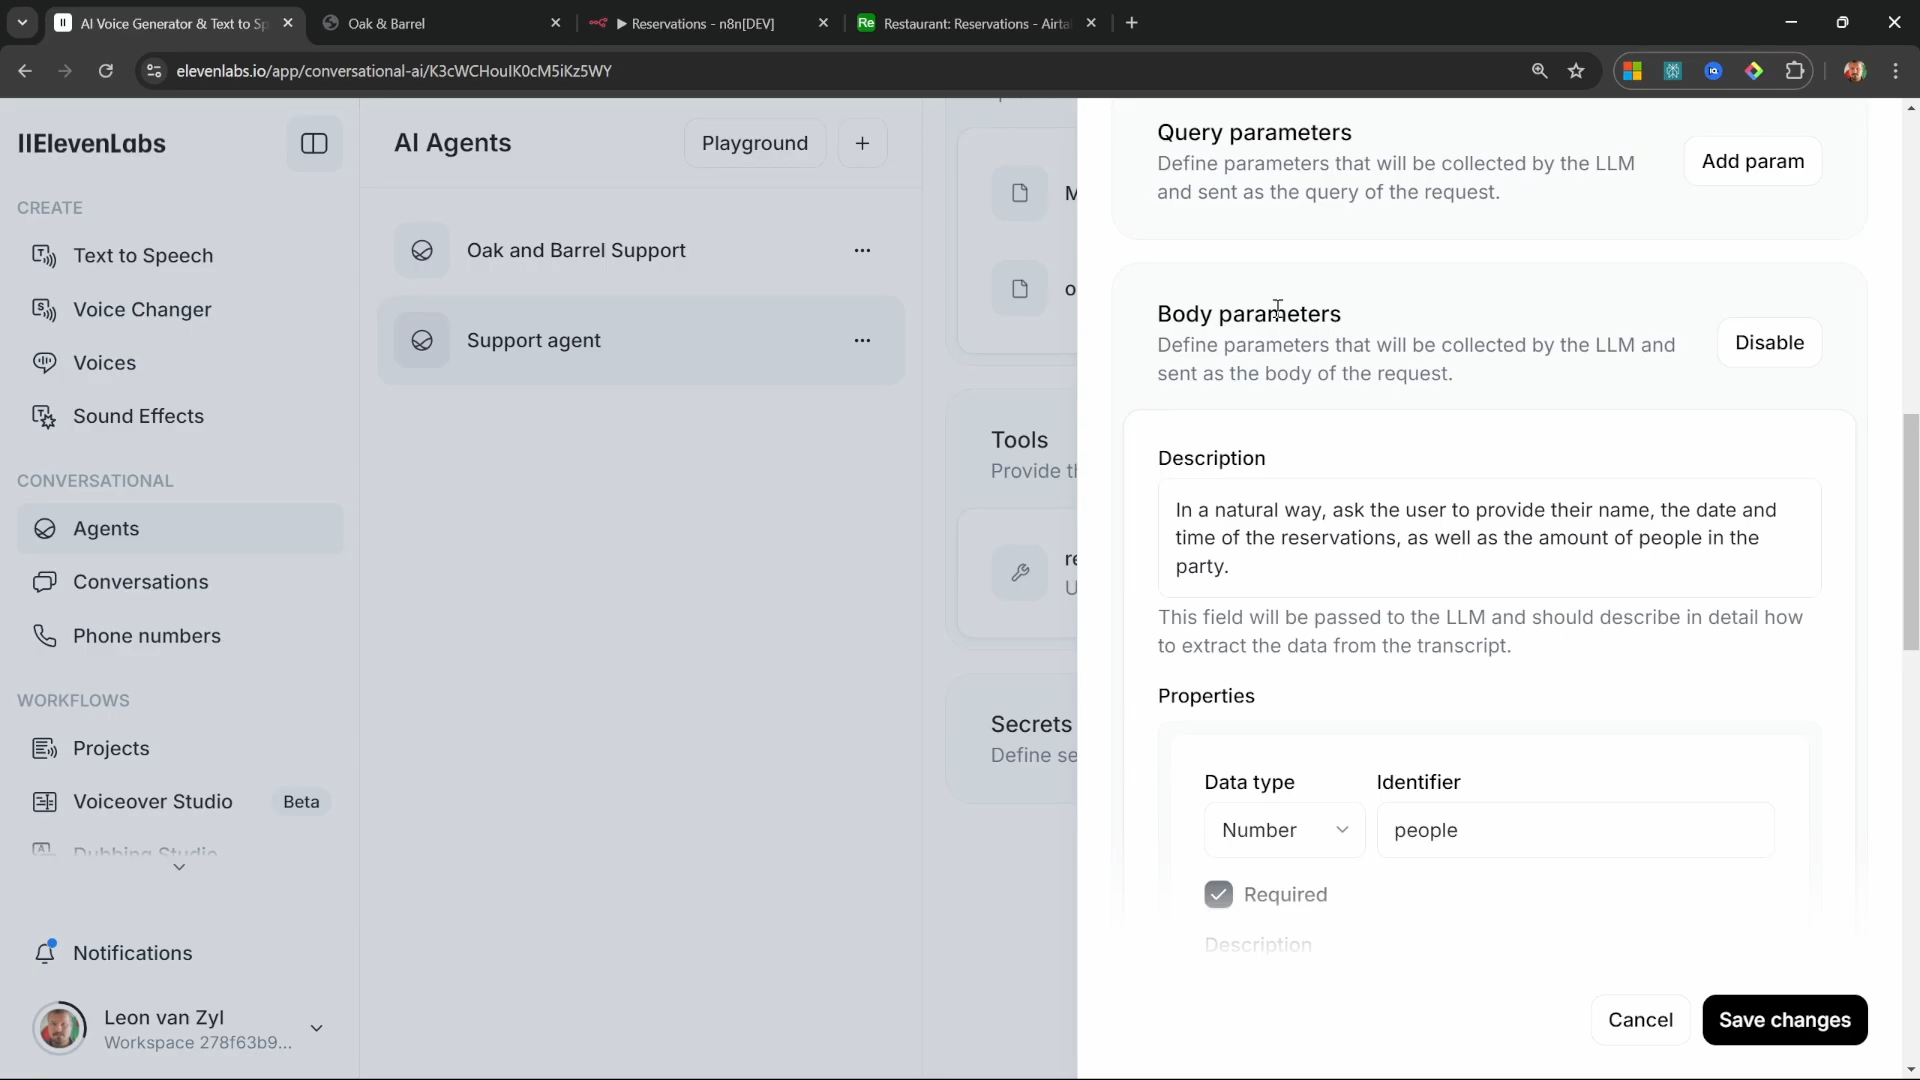 AI Voice Generator & Text to Sp
Oak & Barrel
▶ Reservations - n8n[DEV]
Re
Restaurant: Reservations - Airta
elevenlabs.io/app/conversational-ai/K3cWCHouIK0cM5iKz5WY
IIElevenLabs
CREATE
Text to Speech
Voice Changer
Voices
Sound Effects
CONVERSATIONAL
Agents
Conversations
Phone numbers
WORKFLOWS
Projects
Voiceover Studio
Beta
Dubbing Studio
Notifications
Leon van Zyl
Workspace 278f63b9...
AI Agents
Playground
Oak and Barrel Support
Support agent
Tools
Provide th
re
U
Secrets
Define se
Query parameters
Define parameters that will be collected by the LLM
and sent as the query of the request.
Add param
Body parameters
Define parameters that will be collected by the LLM and
sent as the body of the request.
Disable
Description
In a natural way, ask the user to provide their name, the date and
time of the reservations, as well as the amount of people in the
party.
This field will be passed to the LLM and should describe in detail how
to extract the data from the transcript.
Properties
Data type
Identifier
Number
people
Required
Description
Cancel
Save changes